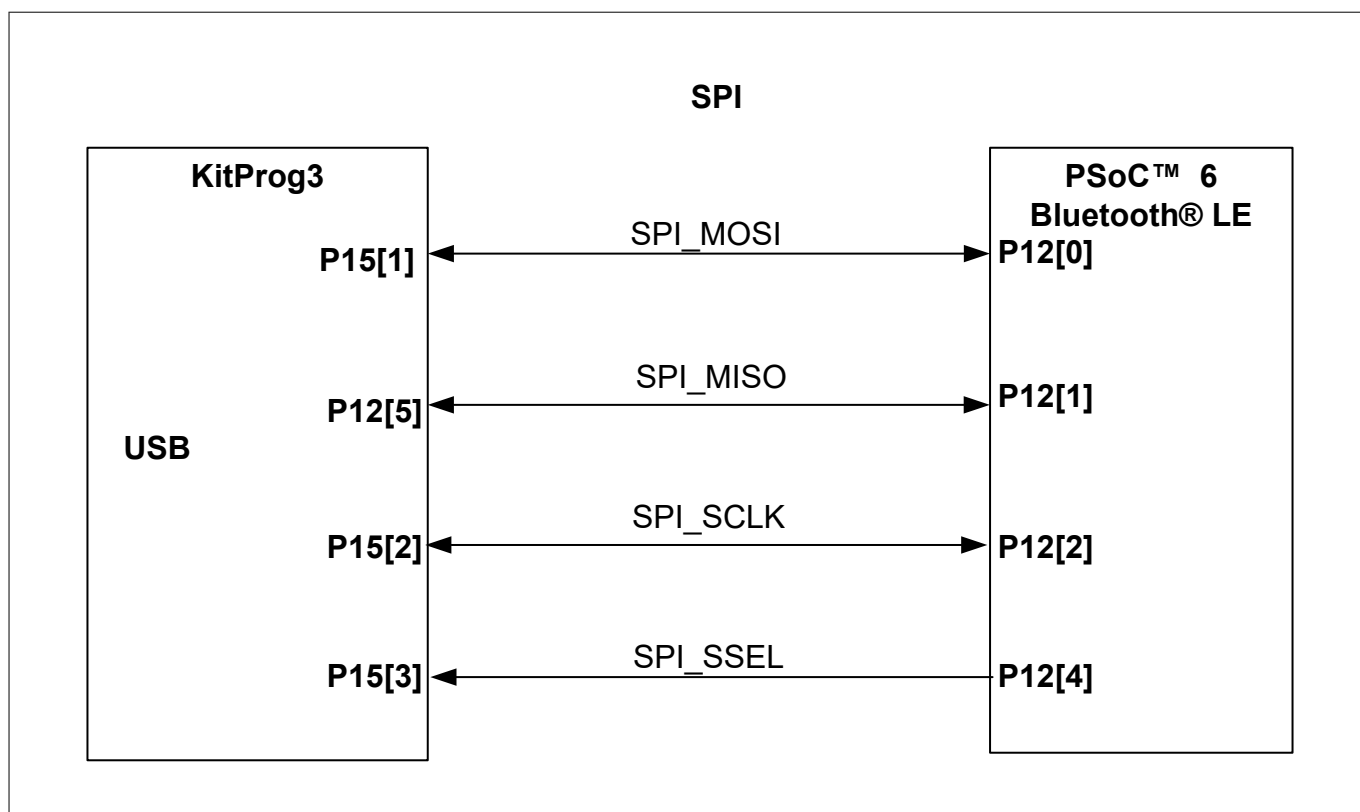 SPI
KitProg3
PSoC™ 6
Bluetooth® LE
P15[1]
SPI_MOSI
P12[0]
P12[5]
SPI_MISO
P12[1]
USB
P15[2]
SPI_SCLK
P12[2]
P15[3]
SPI_SSEL
P12[4]